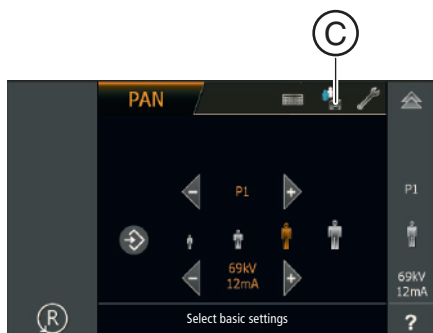 C
PAN
P1
P1
69kV
12mA
69kV
12mA
R
Select basic settings
?